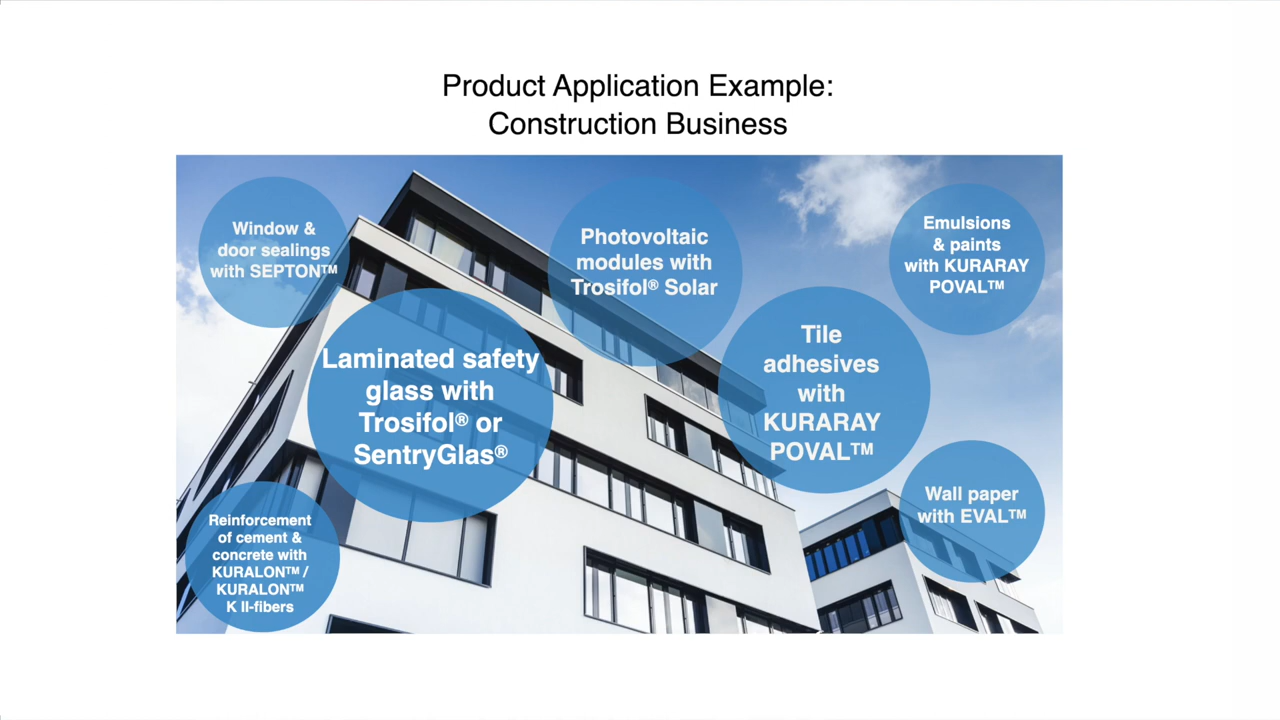 Product Application Example:
Construction Business
Window &
door sealings
with SEPTON™
Photovoltaic
modules with
Trosifol® Solar
Emulsions
& paints
with KURARAY
POVAL™
Laminated safety
glass with
Trosifol® or
SentryGlas®
Tile
adhesives
with
KURARAY
POVAL™
Wall paper
with EVAL™
Reinforcement
of cement &
concrete with
KURALON™ /
KURALON™
K II-fibers